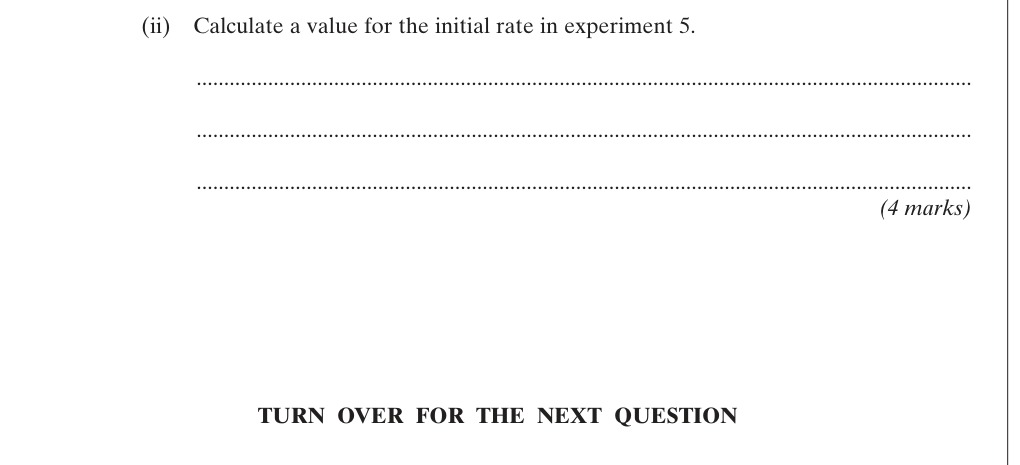 (ii) Calculate a value for the initial rate in experiment 5.
................................................................................................................................................
................................................................................................................................................
................................................................................................................................................
(4 marks)
TURN OVER FOR THE NEXT QUESTION